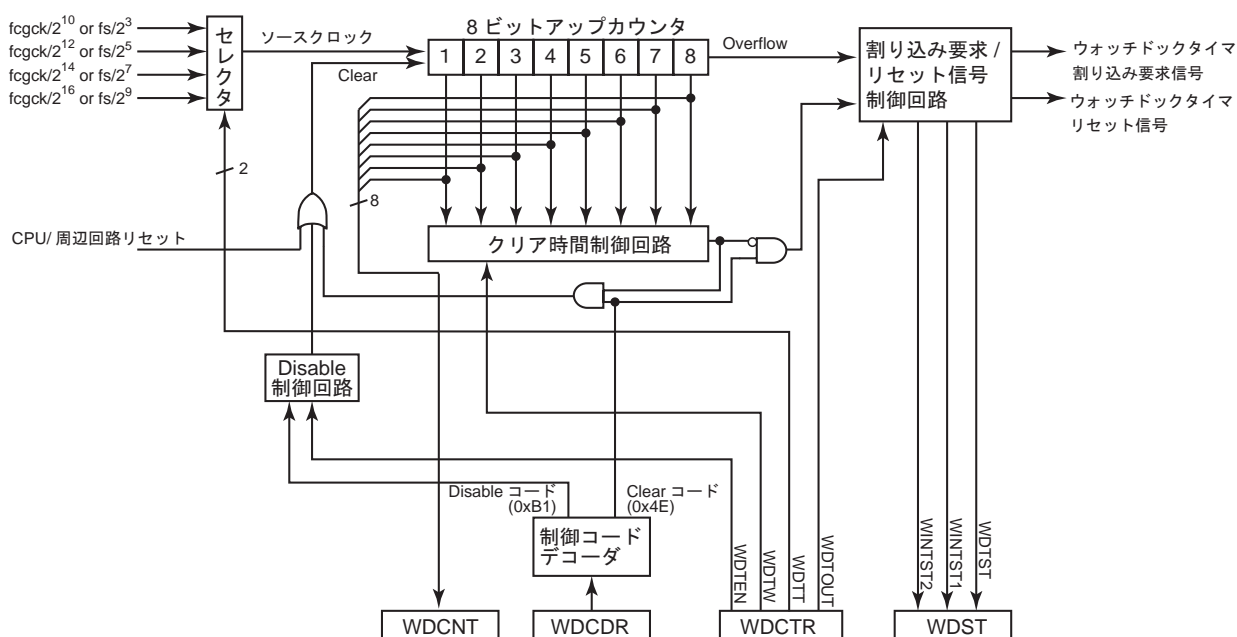 fcgck/2^10 or fs/2^3
fcgck/2^12 or fs/2^5
fcgck/2^14 or fs/2^7
fcgck/2^16 or fs/2^9
セレクタ
ソースクロック
Clear
8 ビットアップカウンタ
1 2 3 4 5 6 7 8
Overflow
割り込み要求 /
リセット信号
制御回路
ウォッチドックタイマ
割り込み要求信号
ウォッチドックタイマ
リセット信号
2
8
CPU/ 周辺回路リセット
クリア時間制御回路
Disable
制御回路
Disable コード
(0xB1)
Clear コード
(0x4E)
制御コード
デコーダ
WDTEN
WDTW
WDTT
WDTOUT
WINTST2
WINTST1
WDTST
WDCNT
WDCDR
WDCTR
WDST